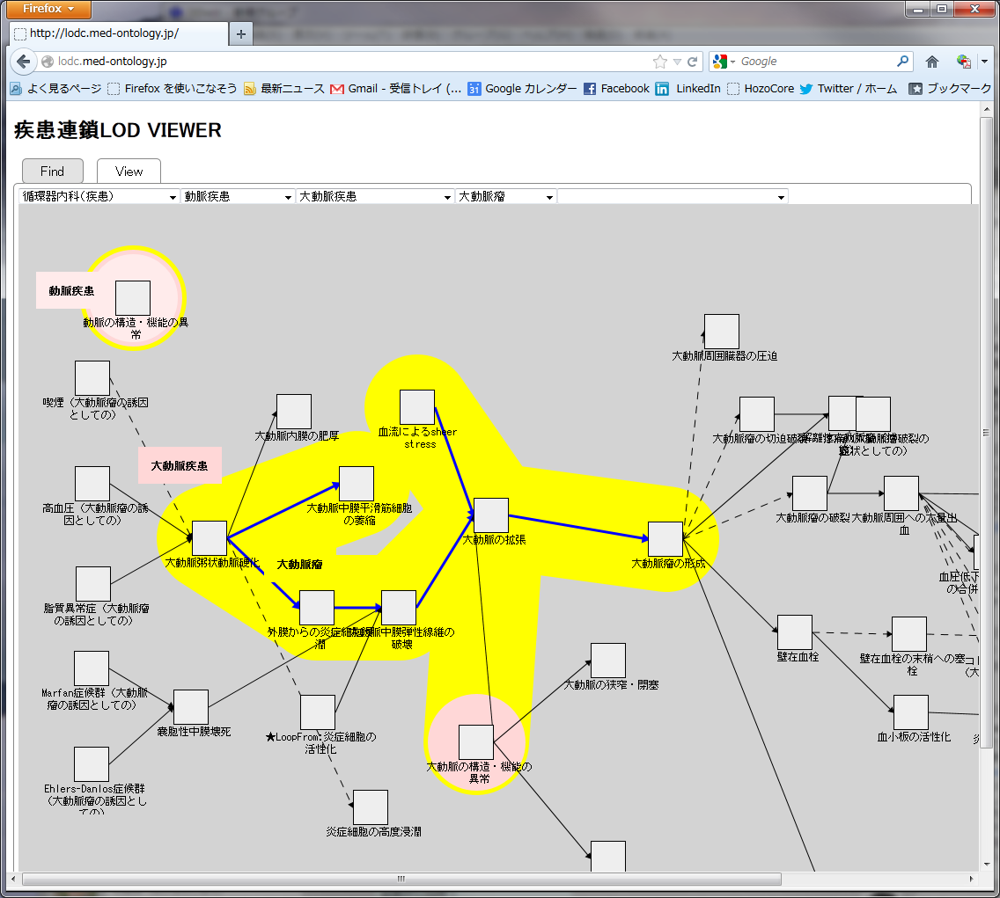 Firefox
http://lodc.med-ontology.jp/
lodc.med-ontology.jp
Google
よく見るページ
Firefox を使いこなそう
最新ニュース
Gmail - 受信トレイ (...
Google カレンダー
Facebook
LinkedIn
HozoCore
Twitter / ホーム
ブックマーク
疾患連鎖LOD VIEWER
Find
View
循環器内科(疾患)
動脈疾患
大動脈疾患
大動脈瘤
動脈疾患
動脈の構造・機能の異
常
大動脈周囲臓器の圧迫
喫煙（大動脈瘤の誘因
としての）
大動脈内膜の肥厚
血流によるsheer
stress
大動脈瘤の切迫破裂
動脈瘤破裂の
症状としての）
大動脈疾患
高血圧（大動脈瘤の誘
因としての）
大動脈中膜平滑筋細胞
の萎縮
大動脈瘤の破裂
大動脈周囲への大量出
血
大動脈粥状動脈硬化
大動脈瘤
大動脈の拡張
大動脈瘤の形成
血圧低下
の合併
脂質異常症（大動脈瘤
の誘因としての）
外膜からの炎症細胞浸
潤
大動脈中膜弾性線維の
破壊
壁在血栓
壁在血栓の末梢への塞
栓
Marfan症候群（大動脈
瘤の誘因としての）
大動脈の狭窄・閉塞
嚢胞性中膜壊死
★LoopFrom:炎症細胞の
活性化
血小板の活性化
大動脈の構造・機能の
異常
Ehlers-Danlos症候群
（大動脈瘤の誘因とし
ての）
炎症細胞の高度浸潤